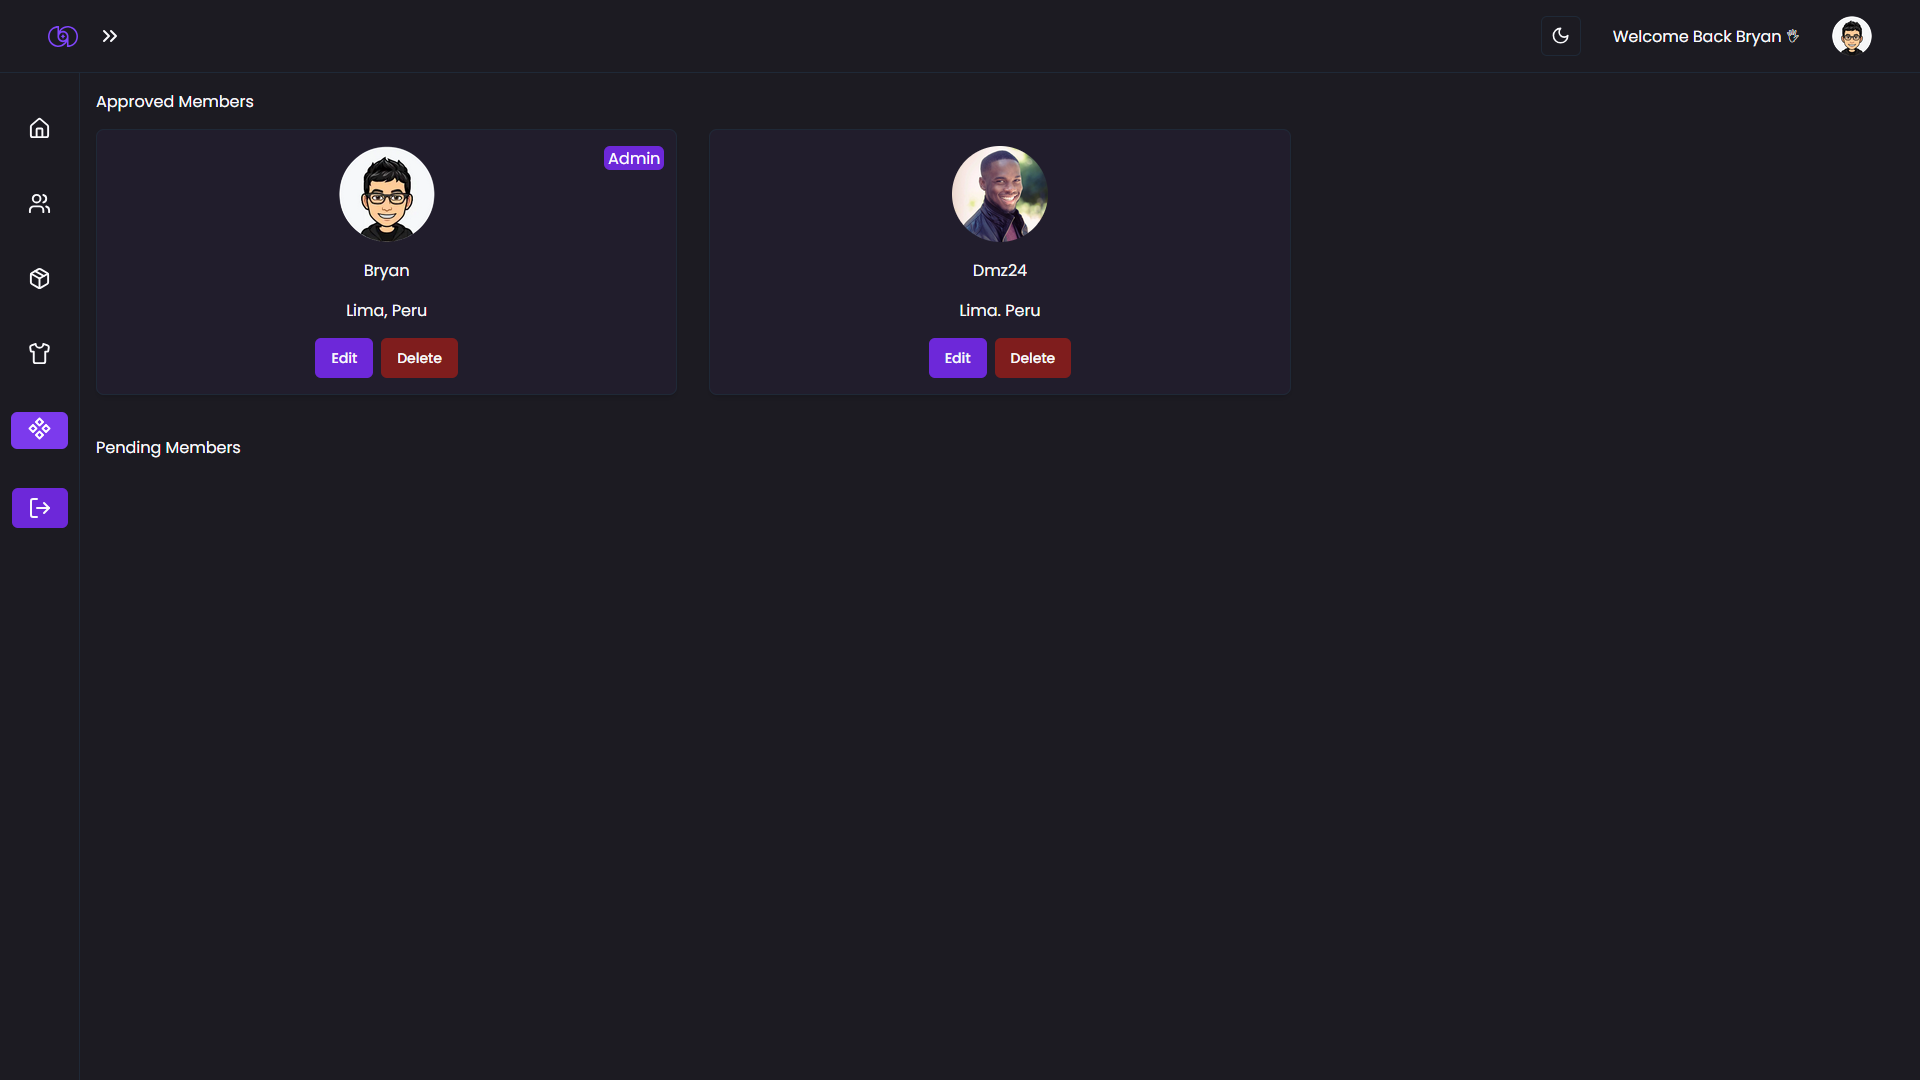 Welcome Back Bryan 🖐
Approved Members
Admin
Bryan
Lima, Peru
Edit Delete
Dmz24
Lima. Peru
Edit Delete
Pending Members